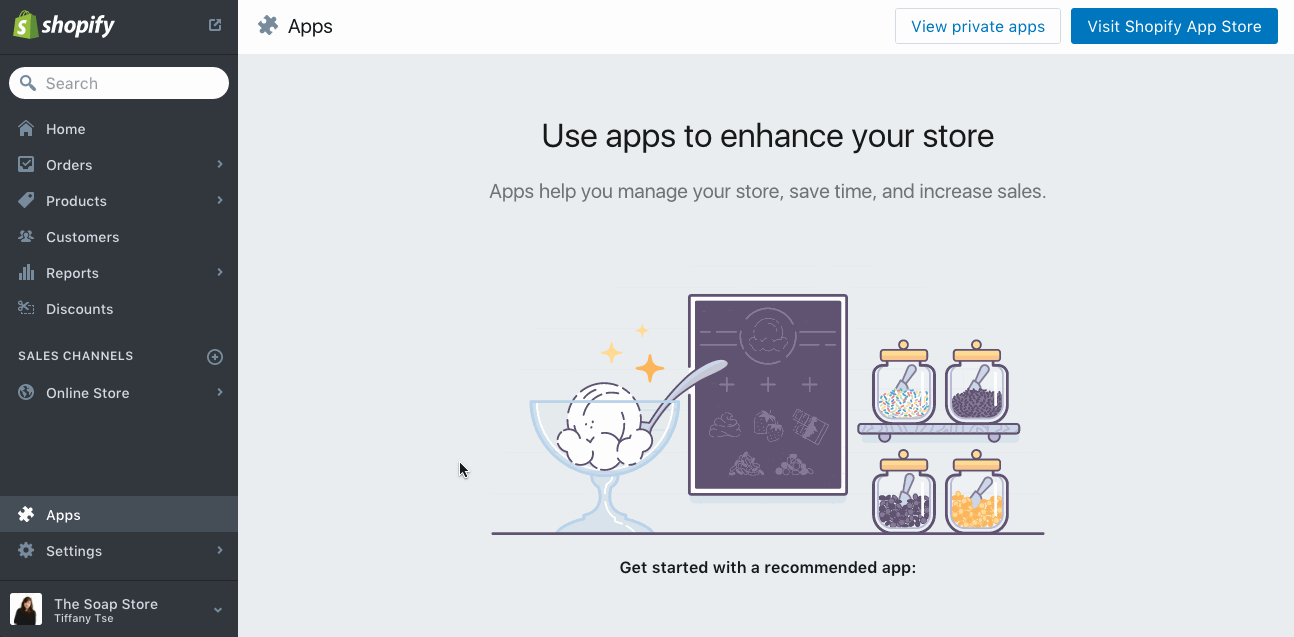 shopify
Search
Home
Orders
Products
Customers
Reports
Discounts
SALES CHANNELS
Online Store
Apps
Settings
The Soap Store
Tiffany Tse
Apps
View private apps
Visit Shopify App Store
Use apps to enhance your store
Apps help you manage your store, save time, and increase sales.
Get started with a recommended app: